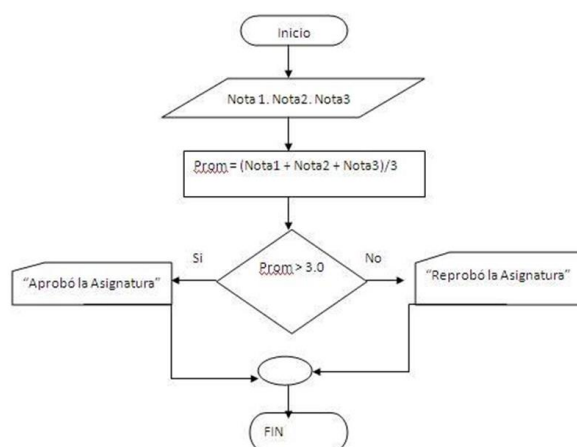 Inicio
Nota 1. Nota2. Nota3
Prom = (Nota1 + Nota2 + Nota3)/3
Prom > 3.0
Si
No
“Aprobó la Asignatura”
“Reprobó la Asignatura”
FIN